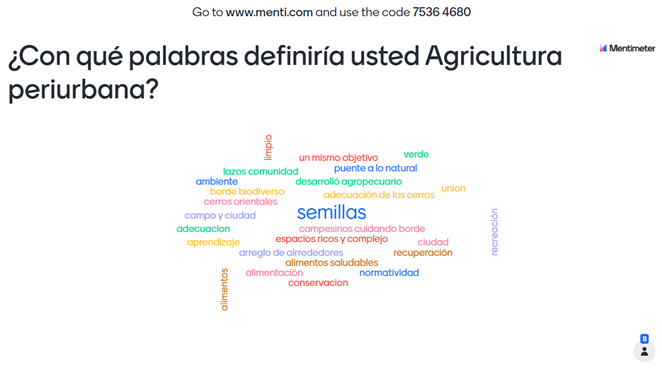 Go to www.menti.com and use the code 7536 4680
Mentimeter
¿Con qué palabras definiría usted Agricultura
periurbana?
limpio
un mismo objetivo
verde
lazos comunidad
puente a lo natural
ambiente
desarrolló agropecuario
borde biodiverso
adecuación de los cerros
union
cerros orientales
semillas
campo y ciudad
recreación
adecuacion
campesinos cuidando borde
aprendizaje
espacios ricos y complejo
ciudad
arreglo de alrrededores
recuperación
alimentos saludables
alimentación
normatividad
alimentos
conservacion
8